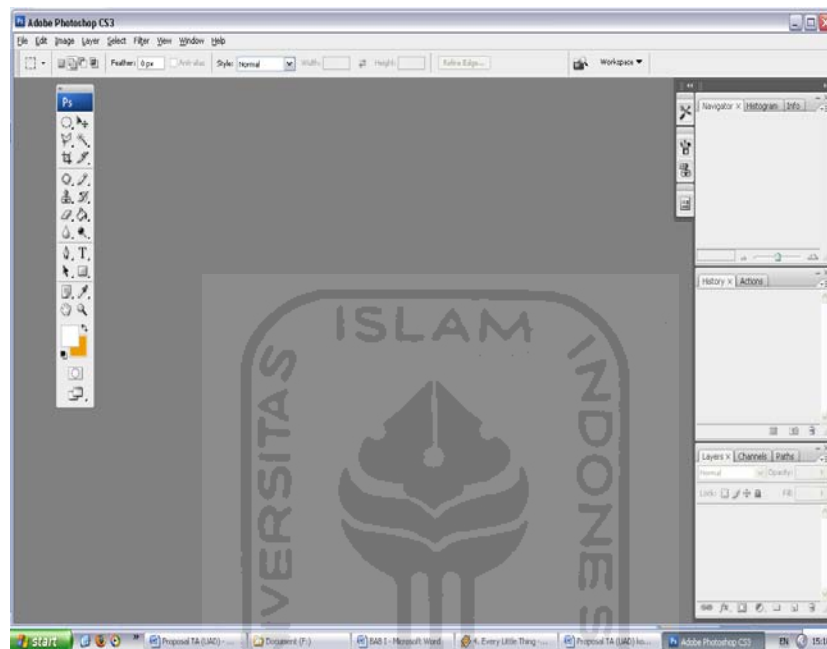 Adobe Photoshop CS3
File Edit Image Layer Select Filter View Window Help
Feather: 0 px Anti-alias Style: Normal Width: Height: Refine Edge... Workspace
Ps
Navigator x Histogram Info
History x Actions
Layers x Channels Paths
Normal Opacity:
Lock: Fill:
ISLAM
VERSITAS
INDONES
start Proposal TA (UAD) - ... Document (F:) BAB I - Microsoft Word 4. Every Little Thing - ... Proposal TA (UAD) ko... Adobe Photoshop CS3 EN